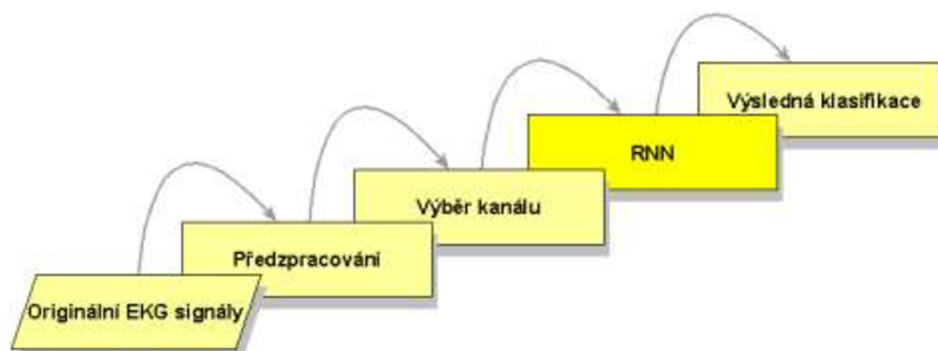 Originální EKG signály
Předzpracování
Výběr kanálu
RNN
Výsledná klasifikace